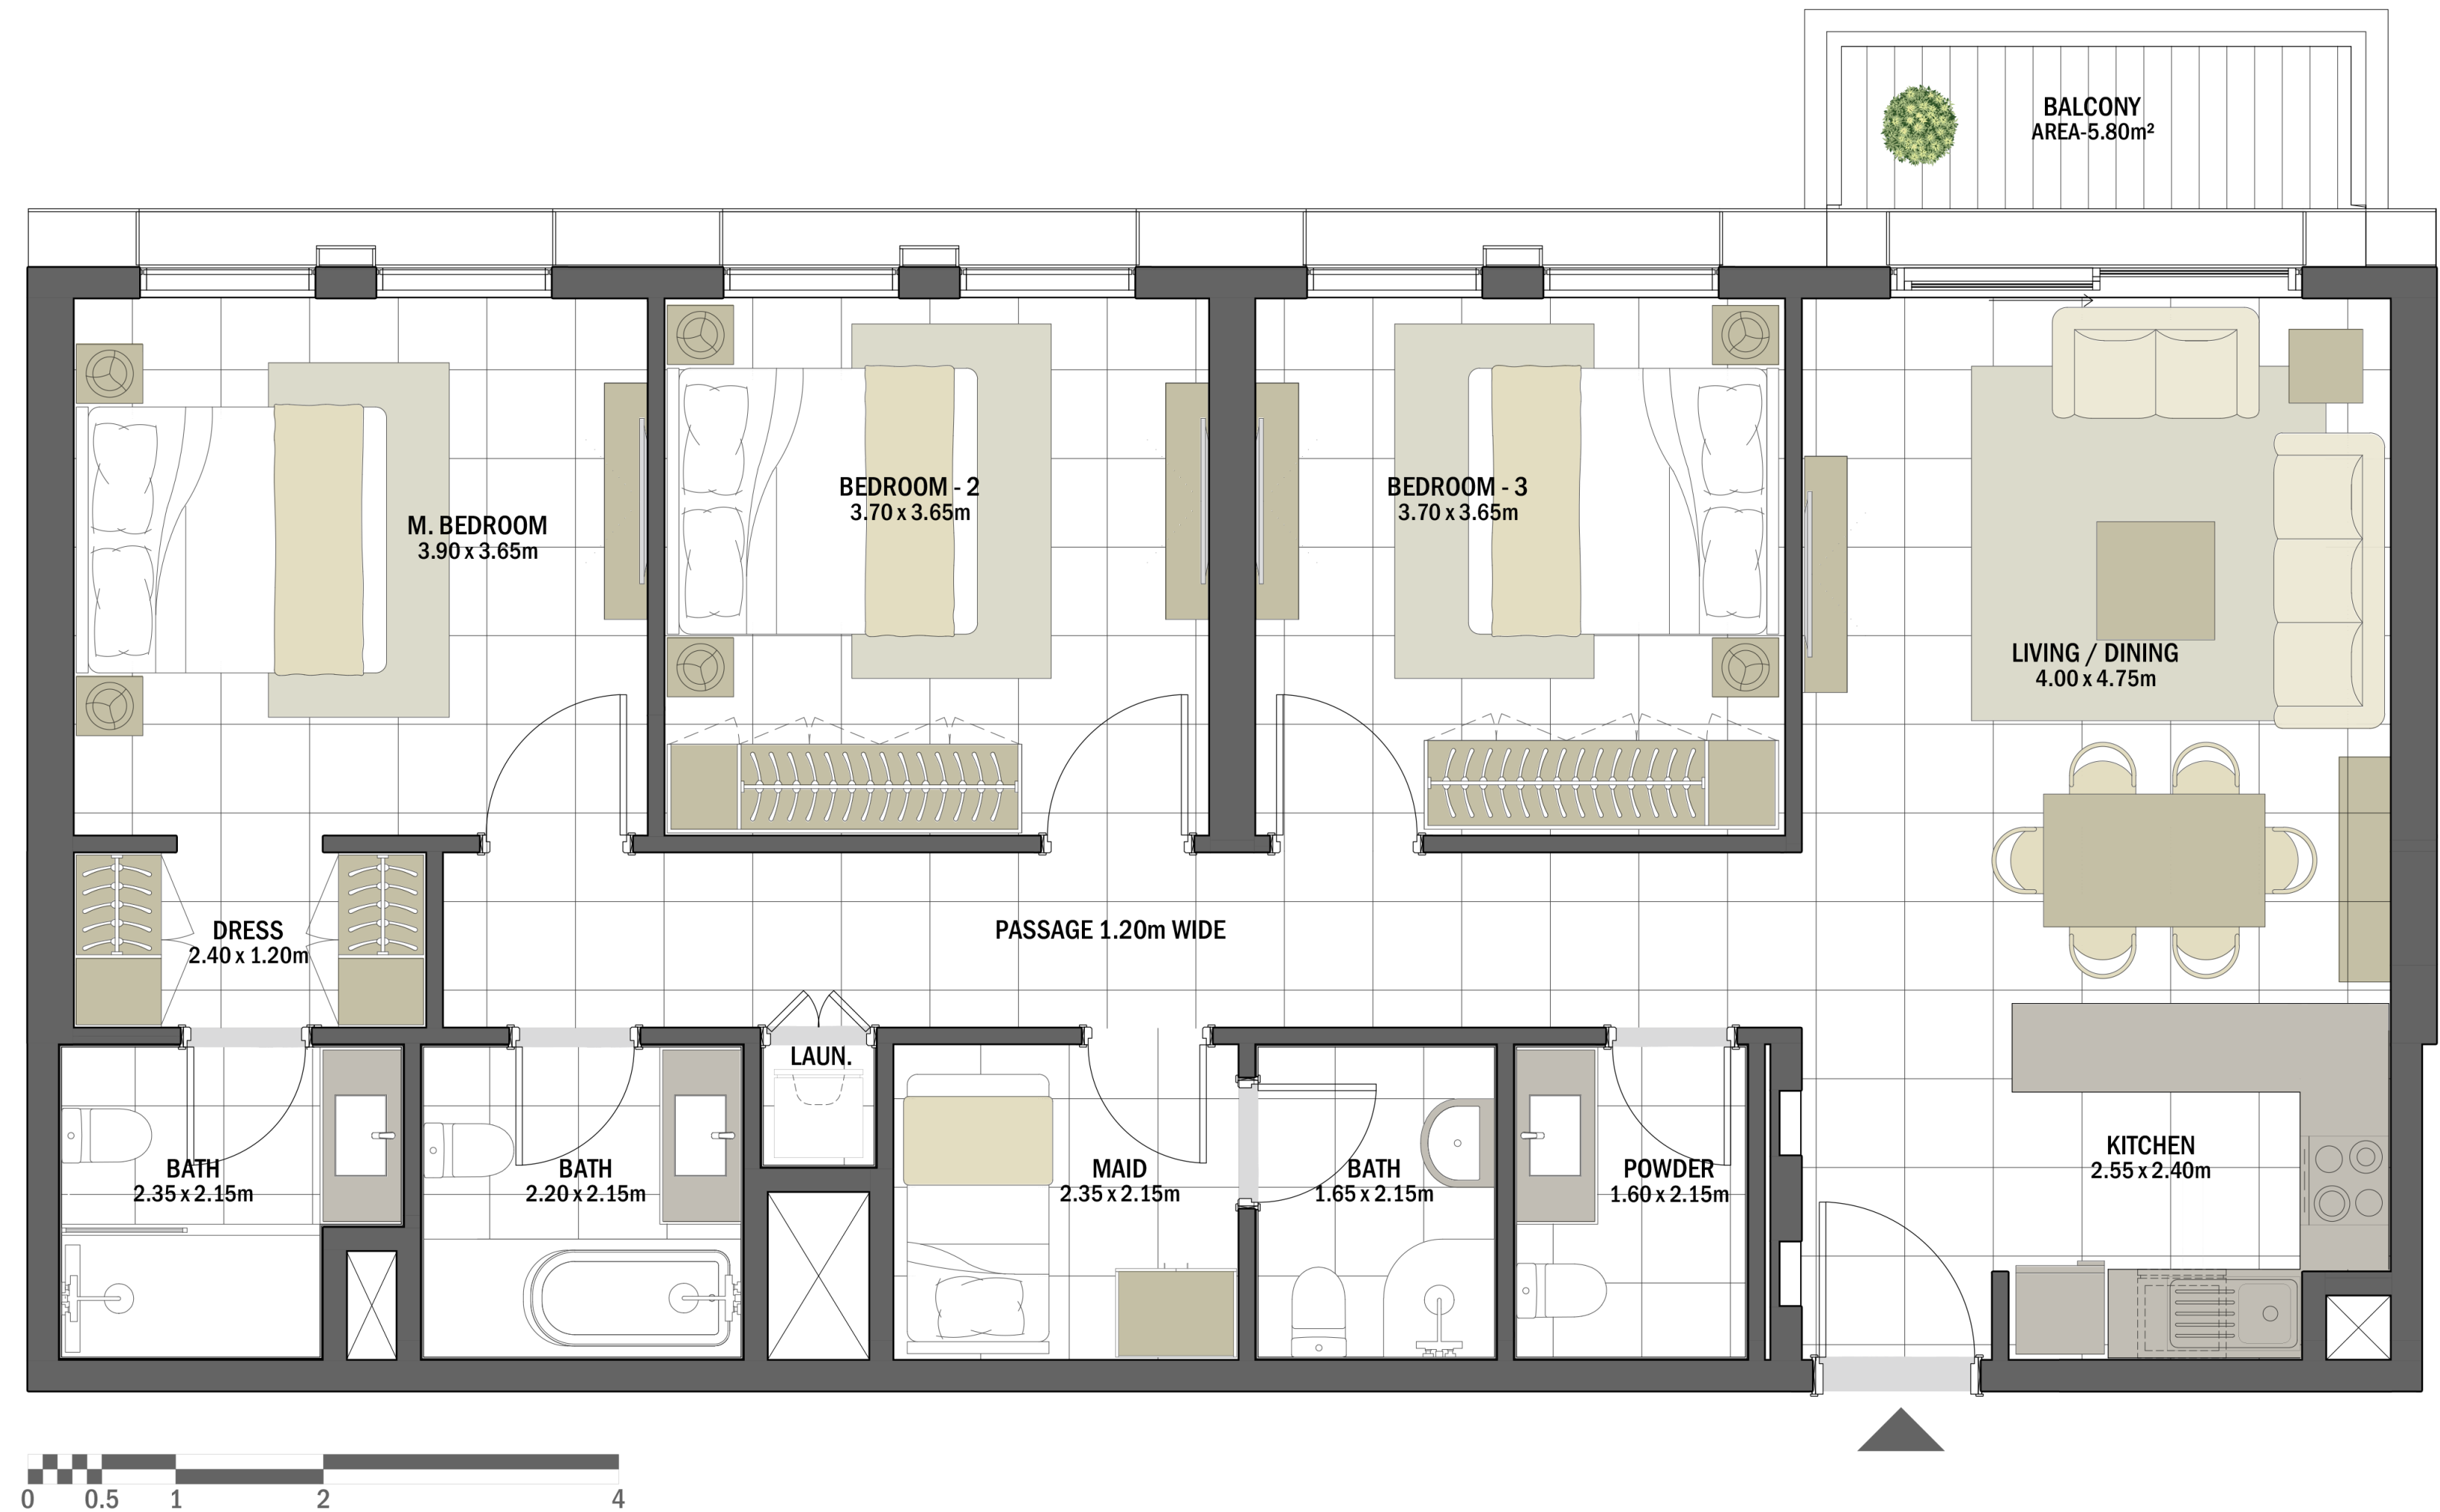 BALCONY
AREA-5.80m²
M. BEDROOM
3.90 x 3.65m
BEDROOM - 2
3.70 x 3.65m
BEDROOM - 3
3.70 x 3.65m
LIVING / DINING
4.00 x 4.75m
DRESS
2.40 x 1.20m
PASSAGE 1.20m WIDE
LAUN.
BATH
2.35 x 2.15m
BATH
2.20 x 2.15m
MAID
2.35 x 2.15m
BATH
1.65 x 2.15m
POWDER
1.60 x 2.15m
KITCHEN
2.55 x 2.40m
0 0.5 1 2 4